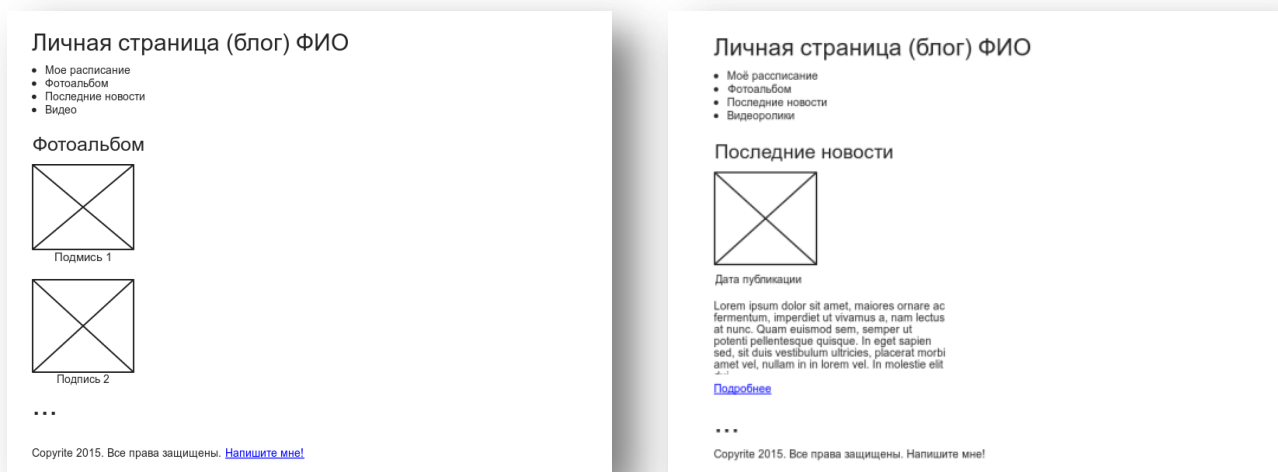 Личная страница (блог) ФИО
Мое расписание
Фотоальбом
Последние новости
Видео
Фотоальбом
Подмись 1
Подпись 2
...
Copyrite 2015. Все права защищены. Напишите мне!
Личная страница (блог) ФИО
Моё рассписание
Фотоальбом
Последние новости
Видеоролики
Последние новости
Дата публикации
Lorem ipsum dolor sit amet, maiores ornare ac
fermentum, imperdiet ut vivamus a, nam lectus
at nunc. Quam euismod sem, semper ut
potenti pellentesque quisque. In eget sapien
sed, sit duis vestibulum ultricies, placerat morbi
amet vel, nullam in in lorem vel. In molestie elit
Подробнее
...
Copyrite 2015. Все права защищены. Напишите мне!